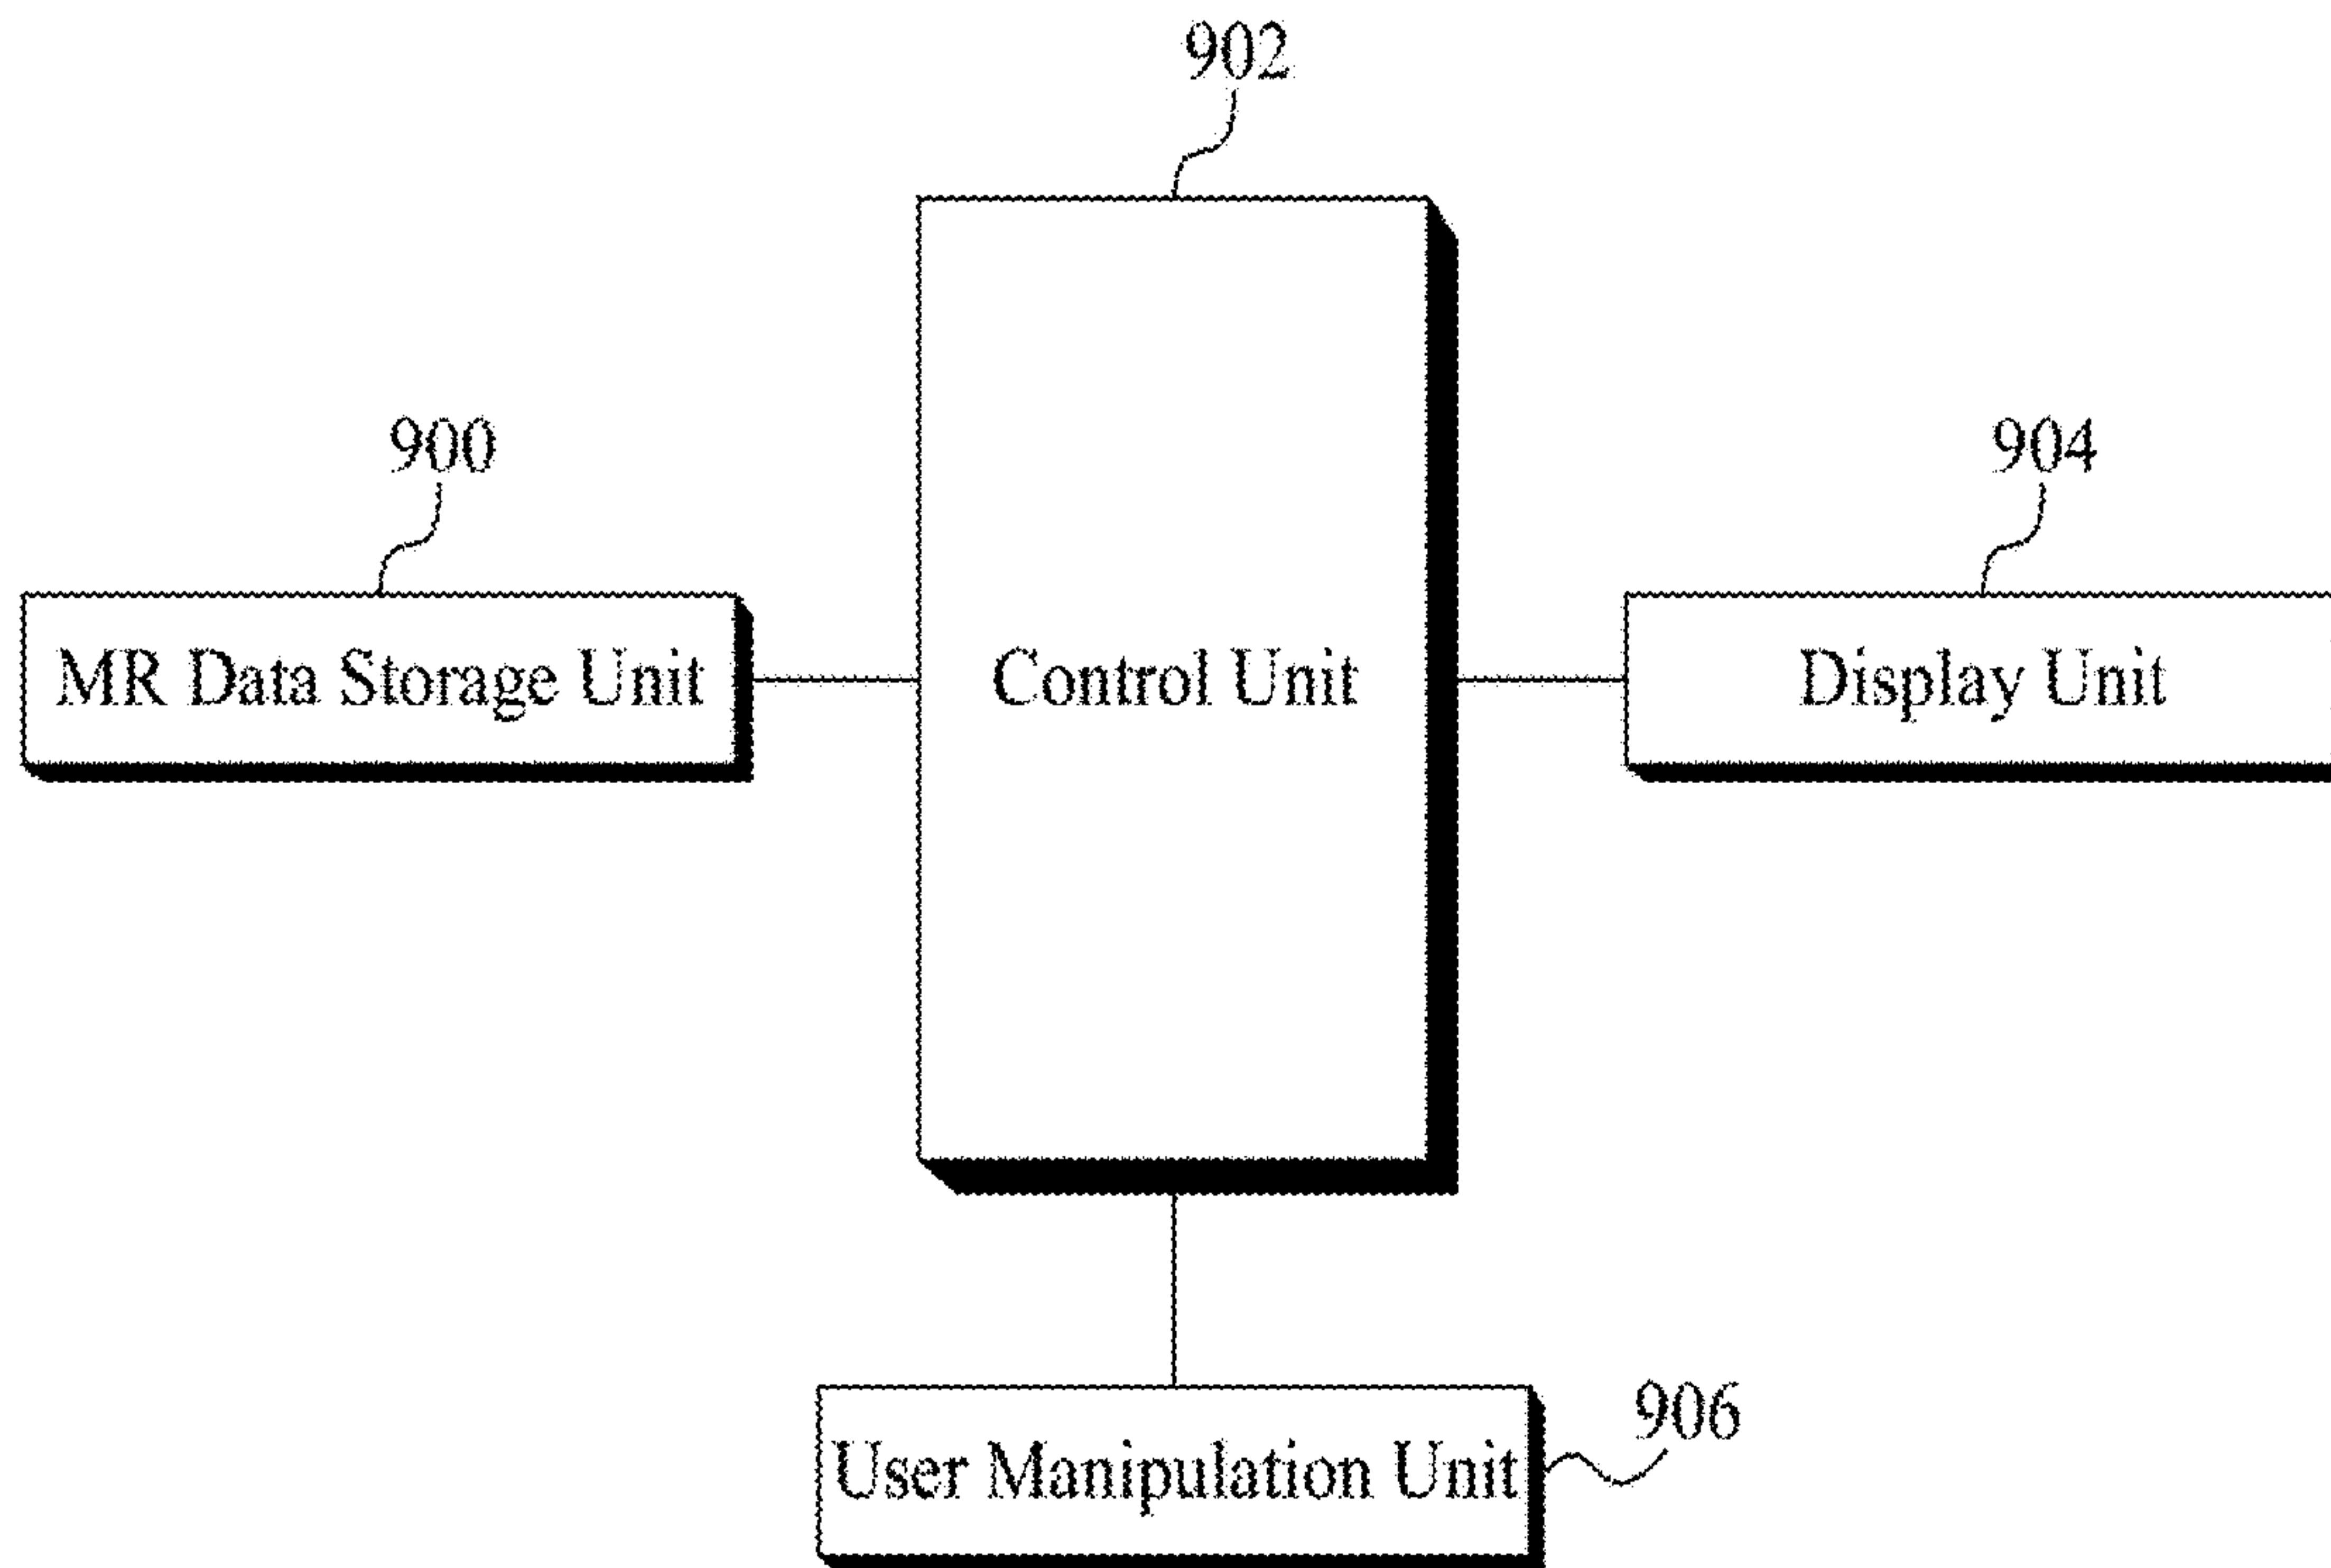 902
900
904
MR Data Storage Unit
Control Unit
Display Unit
906
User Manipulation Unit